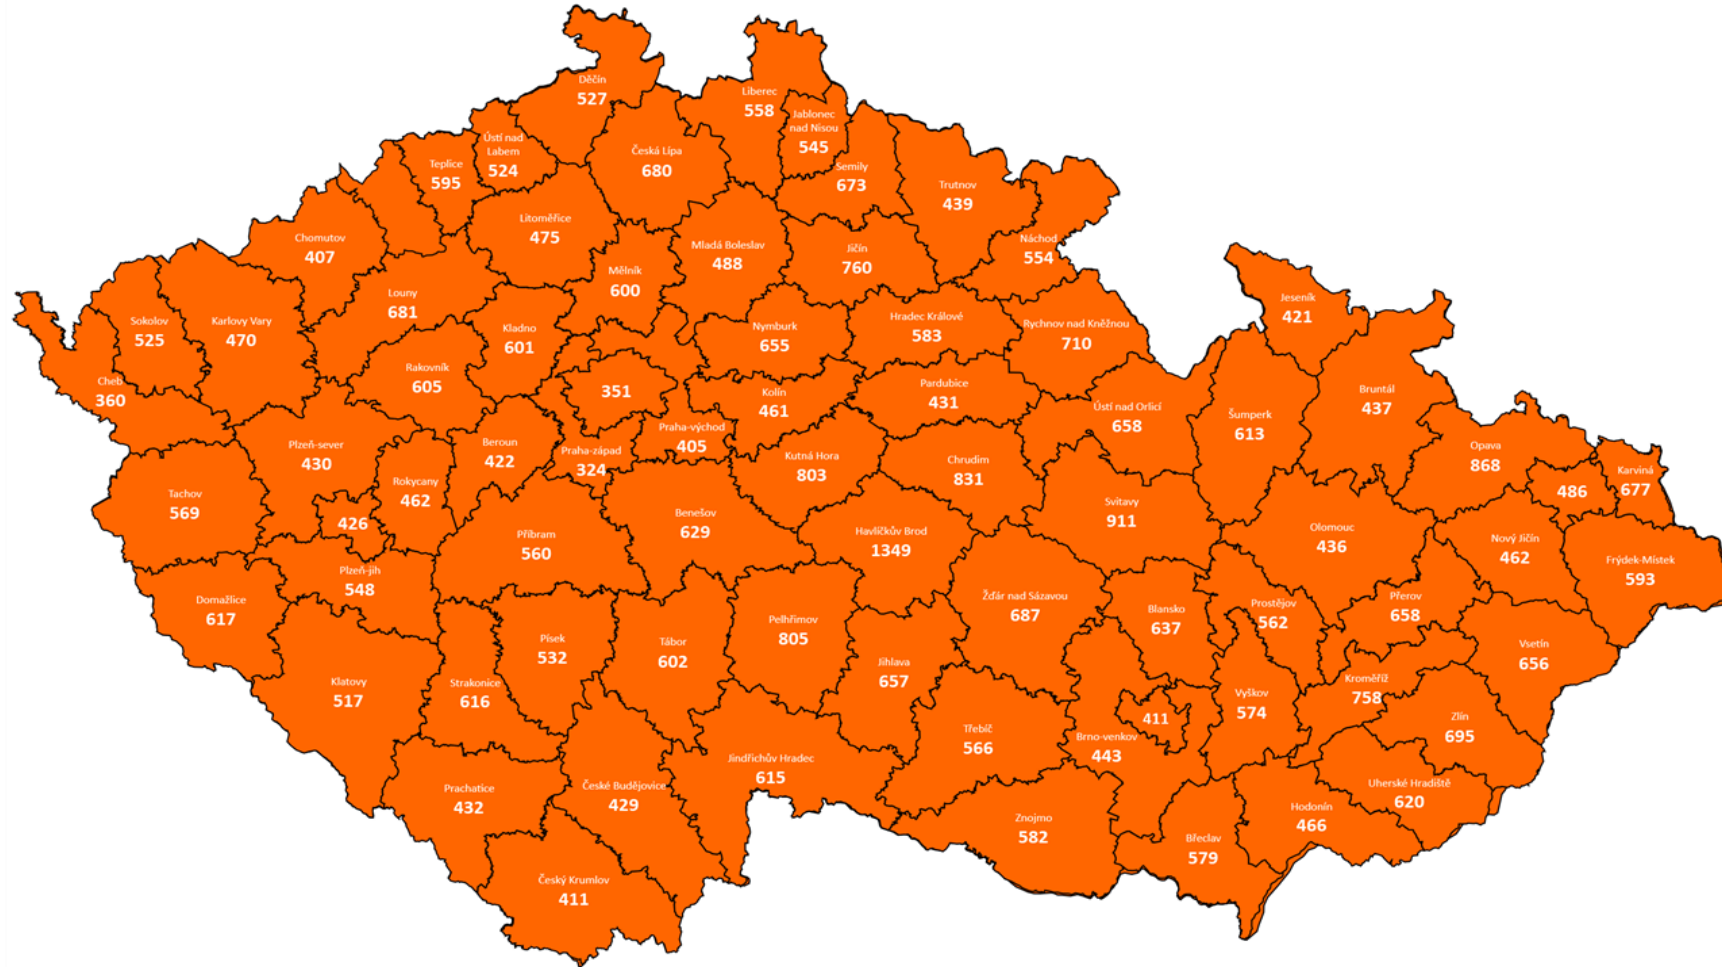 Děčín
527
Liberec
558
Jablonec
nad Nisou
545
Ústí nad
Labem
524
Teplice
595
Česká Lípa
680
Semily
673
Trutnov
439
Litoměřice
475
Chomutov
407
Mladá Boleslav
488
Jičín
760
Náchod
554
Mělník
600
Louny
681
Jeseník
421
Sokolov
525
Karlovy Vary
470
Kladno
601
Nymburk
655
Hradec Králové
583
Rychnov nad Kněžnou
710
Cheb
360
Rakovník
605
351
Kolín
461
Pardubice
431
Ústí nad Orlicí
658
Šumperk
613
Bruntál
437
Plzeň-sever
430
Beroun
422
Praha-západ
324
Praha-východ
405
Kutná Hora
803
Chrudim
831
Opava
868
Karviná
677
486
Tachov
569
Rokycany
462
426
Svitavy
911
Benešov
629
Příbram
560
Havlíčkův Brod
1349
Olomouc
436
Nový Jičín
462
Frýdek-Místek
593
Plzeň-jih
548
Domažlice
617
Žďár nad Sázavou
687
Blansko
637
Prostějov
562
Přerov
658
Písek
532
Tábor
602
Pelhřimov
805
Vsetín
656
Klatovy
517
Strakonice
616
Jihlava
657
Vyškov
574
Kroměříž
758
Zlín
695
411
Třebíč
566
Brno-venkov
443
Jindřichův Hradec
615
Prachatice
432
České Budějovice
429
Uherské Hradiště
620
Hodonín
466
Znojmo
582
Břeclav
579
Český Krumlov
411